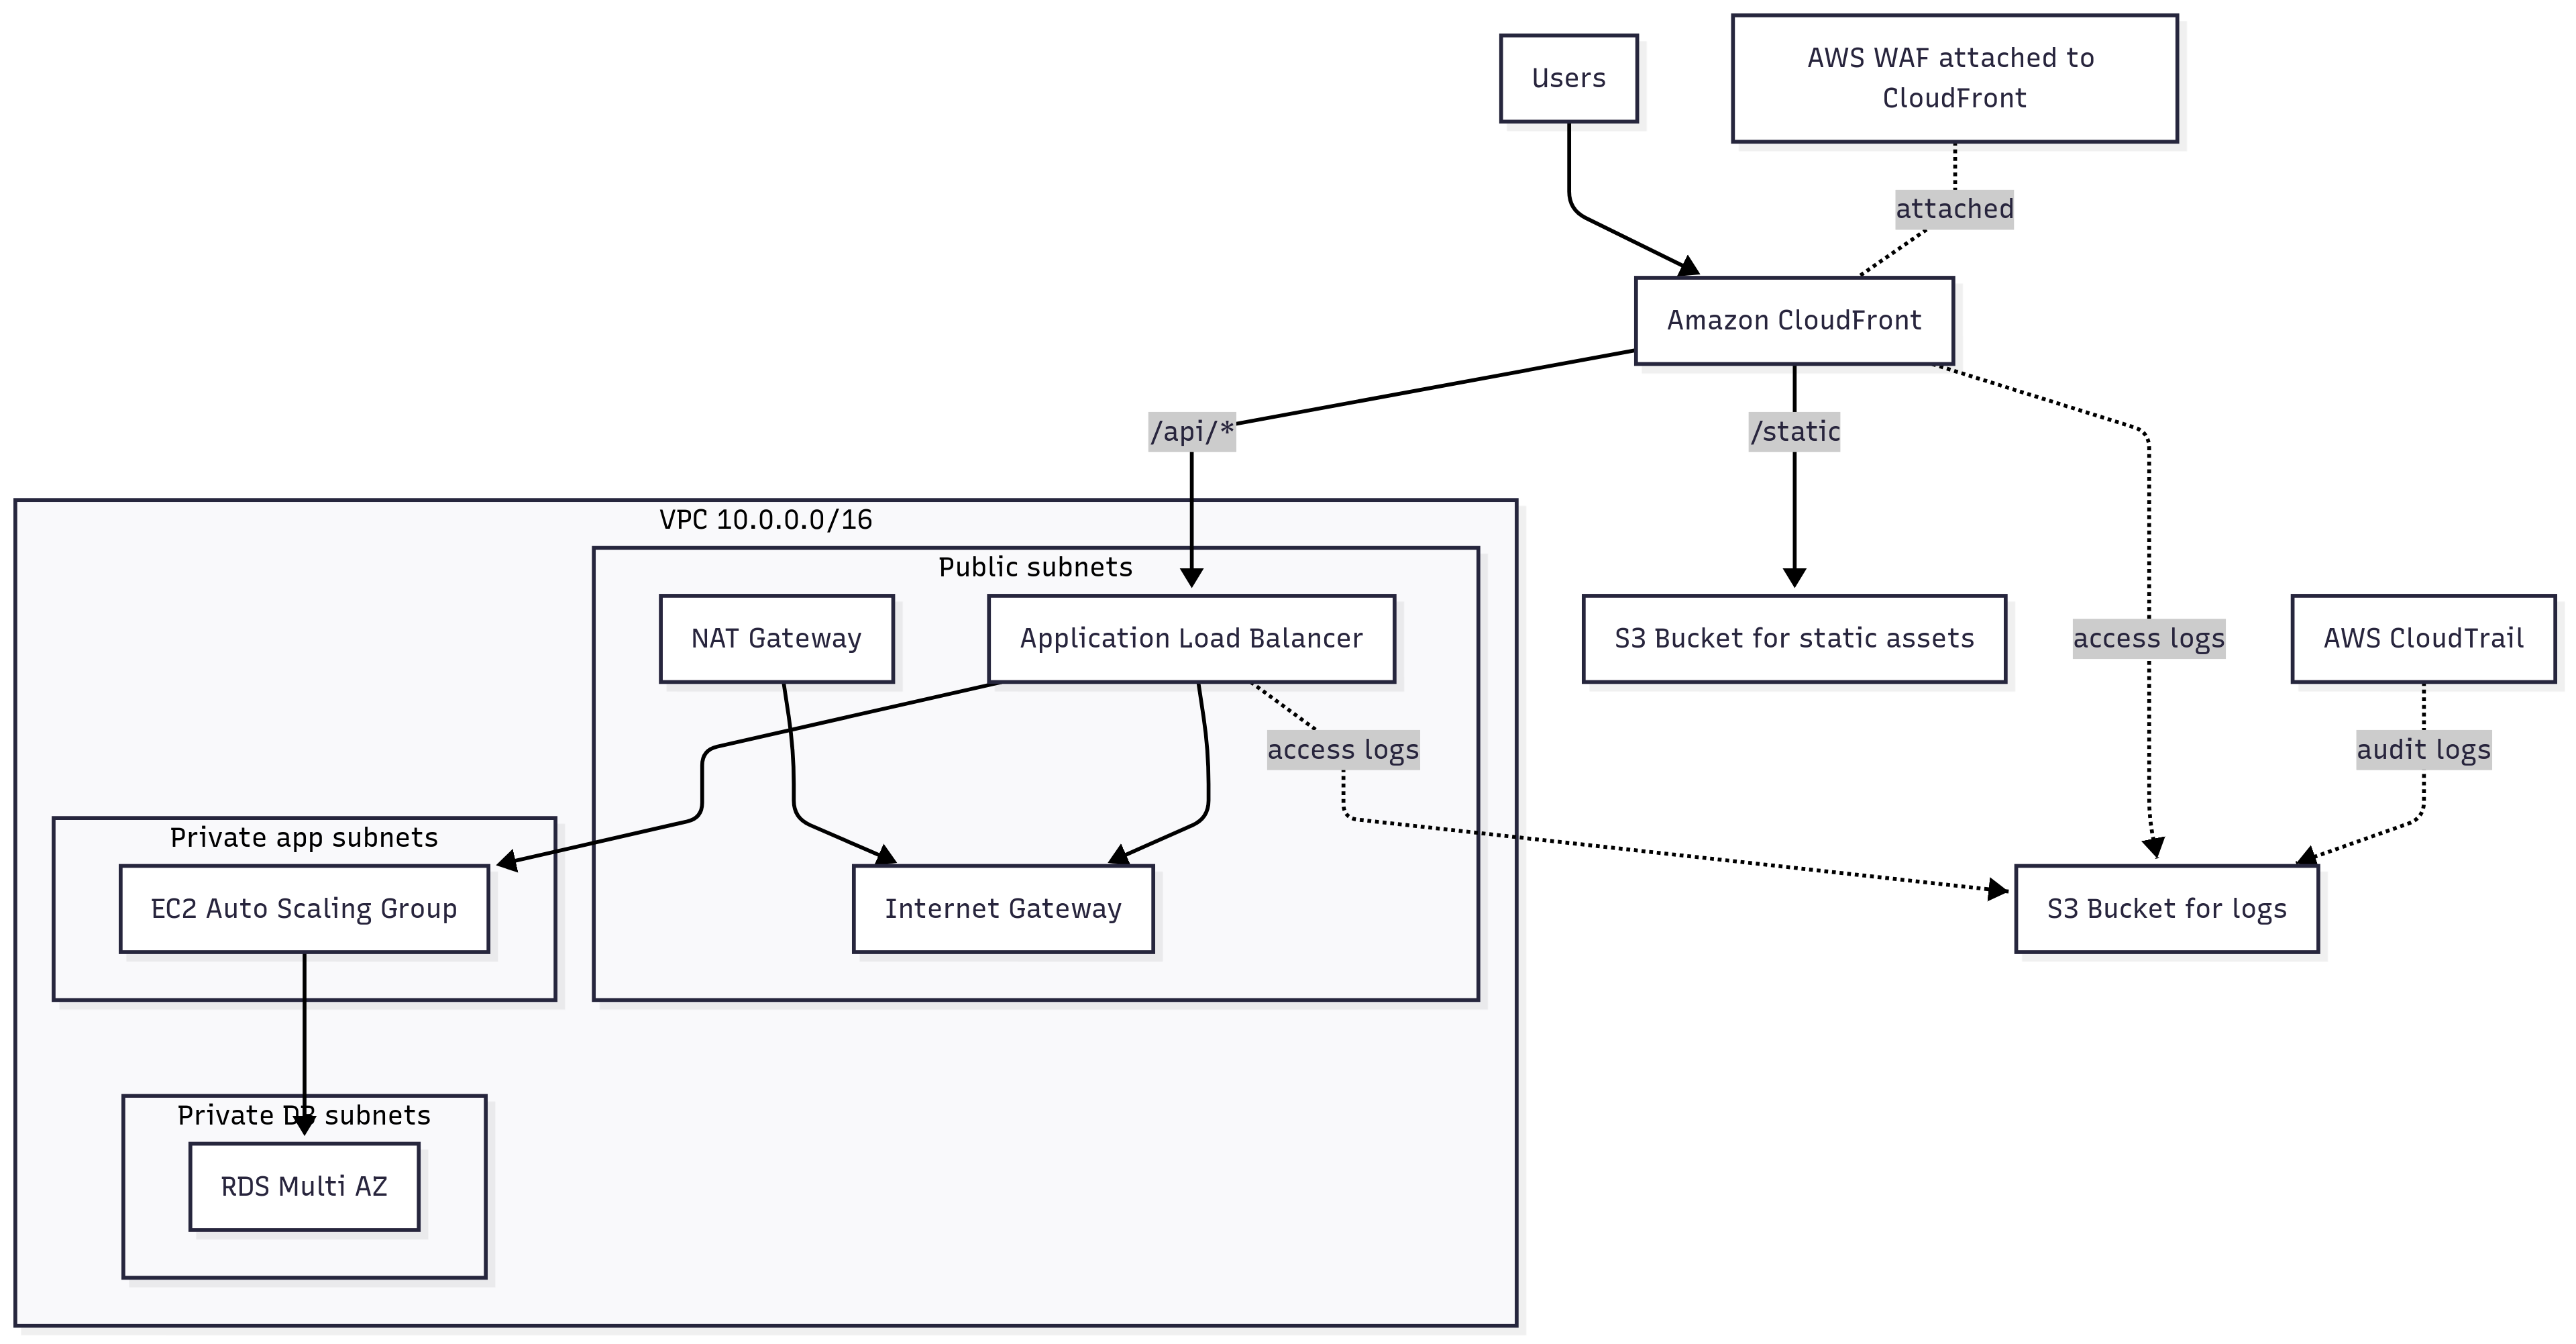 Users
AWS WAF attached to
CloudFront
attached
Amazon CloudFront
/api/*
/static
VPC 10.0.0.0/16
Public subnets
NAT Gateway
Application Load Balancer
S3 Bucket for static assets
access logs
AWS CloudTrail
access logs
audit logs
Private app subnets
EC2 Auto Scaling Group
Internet Gateway
S3 Bucket for logs
Private DB subnets
RDS Multi AZ